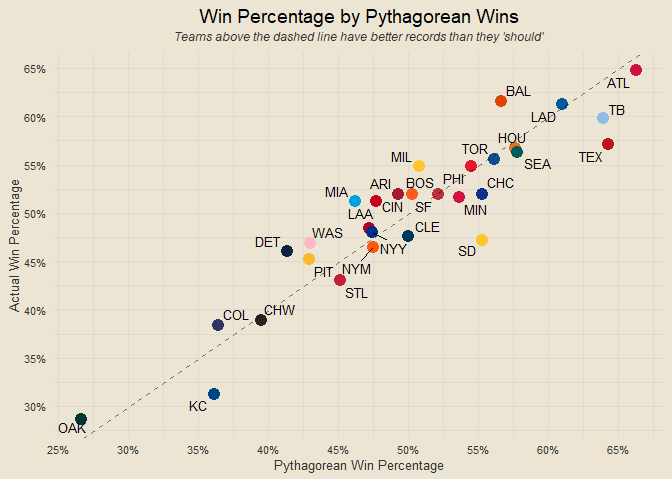 Win Percentage by Pythagorean Wins
Teams above the dashed line have better records than they 'should'
65%
60%
55%
50%
45%
40%
35%
30%
Actual Win Percentage
ATL
BAL
TB
LAD
HOU
TOR
TEX
SEA
MIL
PHI
CHC
ARI
BOS
MIA
CIN
SF
MIN
LAA
CLE
WAS
DET
NYY
SD
PIT
NYM
STL
COL
CHW
KC
OAK
25%
30%
35%
40%
45%
50%
55%
60%
65%
Pythagorean Win Percentage